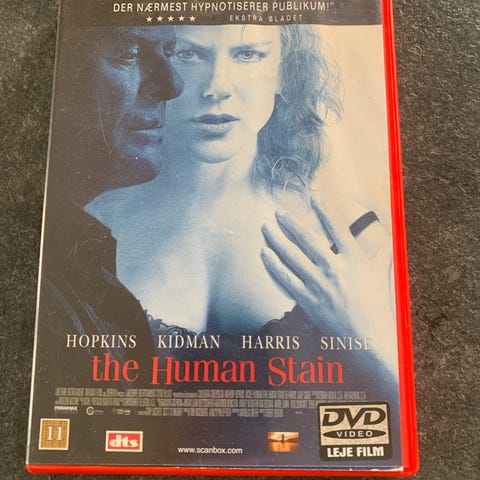 DER NÆRMEST HYPNOTISERER PUBLIKUM!"
★★★★★ EKSTRA BLADET
HOPKINS KIDMAN HARRIS SINISE
the Human Stain
MIRAMAX
11
dts
www.scanbox.com
DVD
VIDEO
LEJE FILM